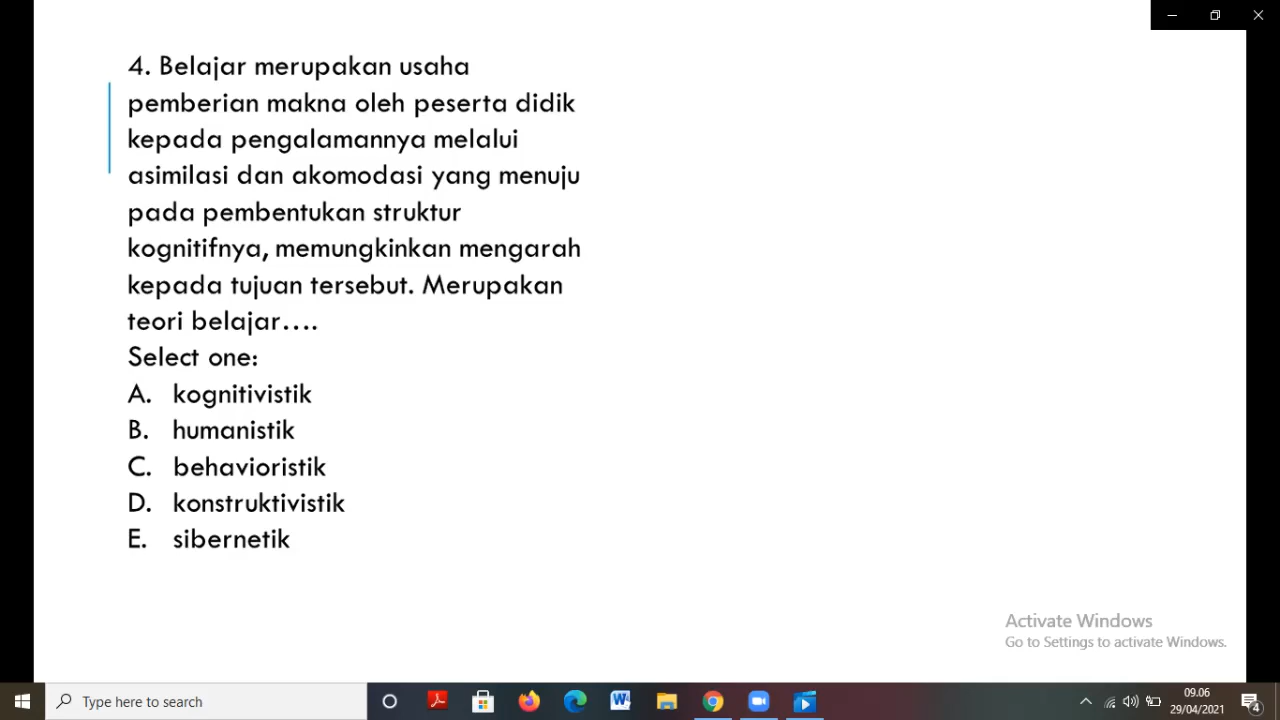 4. Belajar merupakan usaha
pemberian makna oleh peserta didik
kepada pengalamannya melalui
asimilasi dan akomodasi yang menuju
pada pembentukan struktur
kognitifnya, memungkinkan mengarah
kepada tujuan tersebut. Merupakan
teori belajar....
Select one:
A. kognitivistik
B. humanistik
C. behavioristik
D. konstruktivistik
E. sibernetik
Activate Windows
Go to Settings to activate Windows.
Type here to search
09.06
29/04/2021
4